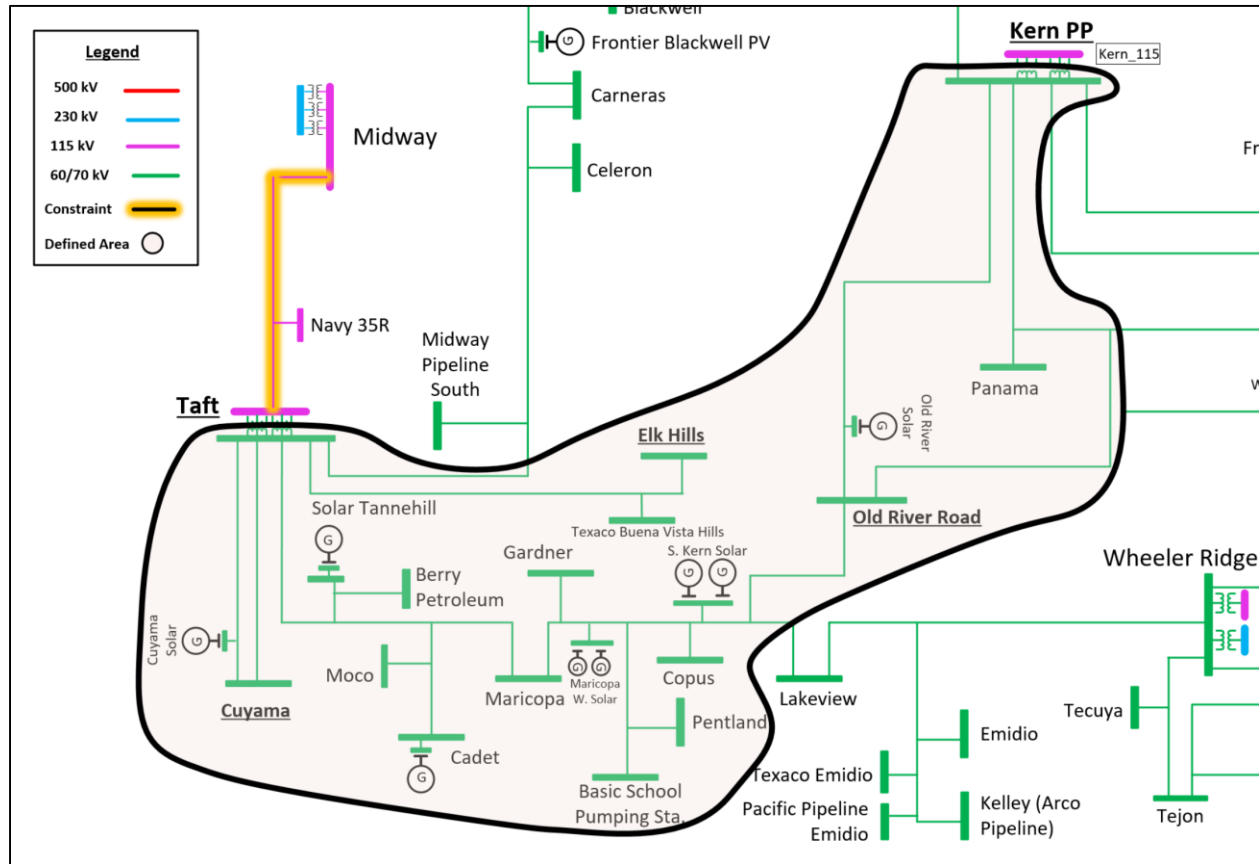 Blackwell
Legend
500 kV
230 kV
115 kV
60/70 kV
Constraint
Defined Area
G
Frontier Blackwell PV
Carneras
Celeron
Midway
Navy 35R
Midway
Pipeline
South
Taft
Kern PP
Kern_115
Fr
Panama
w
Old River
Solar
G
Old River Road
Elk Hills
Texaco Buena Vista Hills
Solar Tannehill
G
Berry
Petroleum
Gardner
S. Kern Solar
G G
Cuyama
Solar
G
Cuyama
Moco
Cadet
G
Maricopa
G G
Maricopa
W. Solar
Copus
Pentland
Basic School
Pumping Sta.
Lakeview
Wheeler Ridge
Tecuya
Emidio
Texaco Emidio
Pacific Pipeline
Emidio
Kelley (Arco
Pipeline)
Tejon